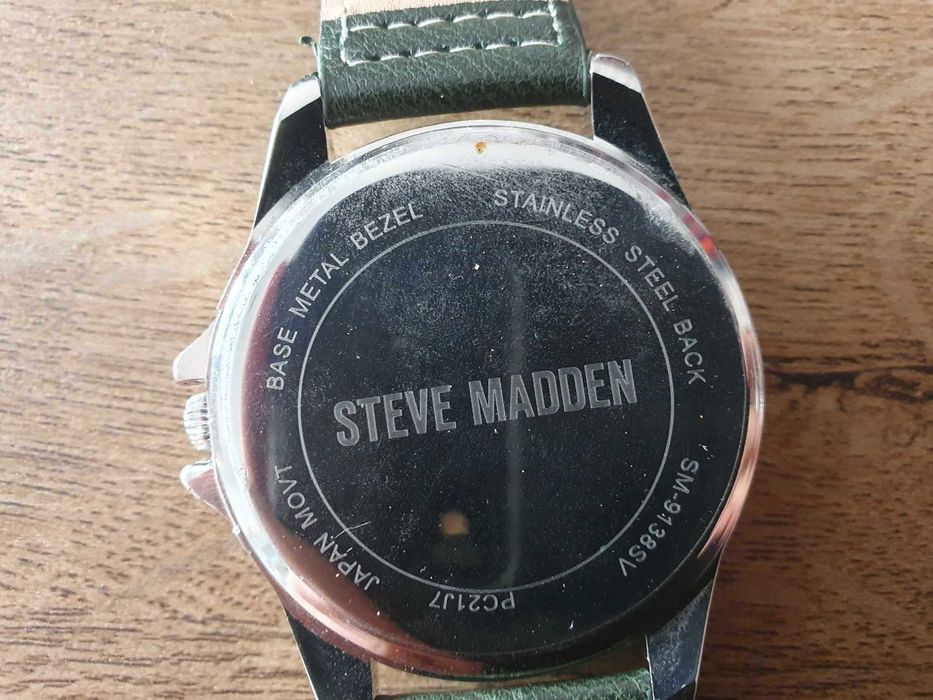 BASE METAL BEZEL
STAINLESS STEEL BACK
STEVE MADDEN
SM-9138SV
PC21J7
JAPAN MOVT